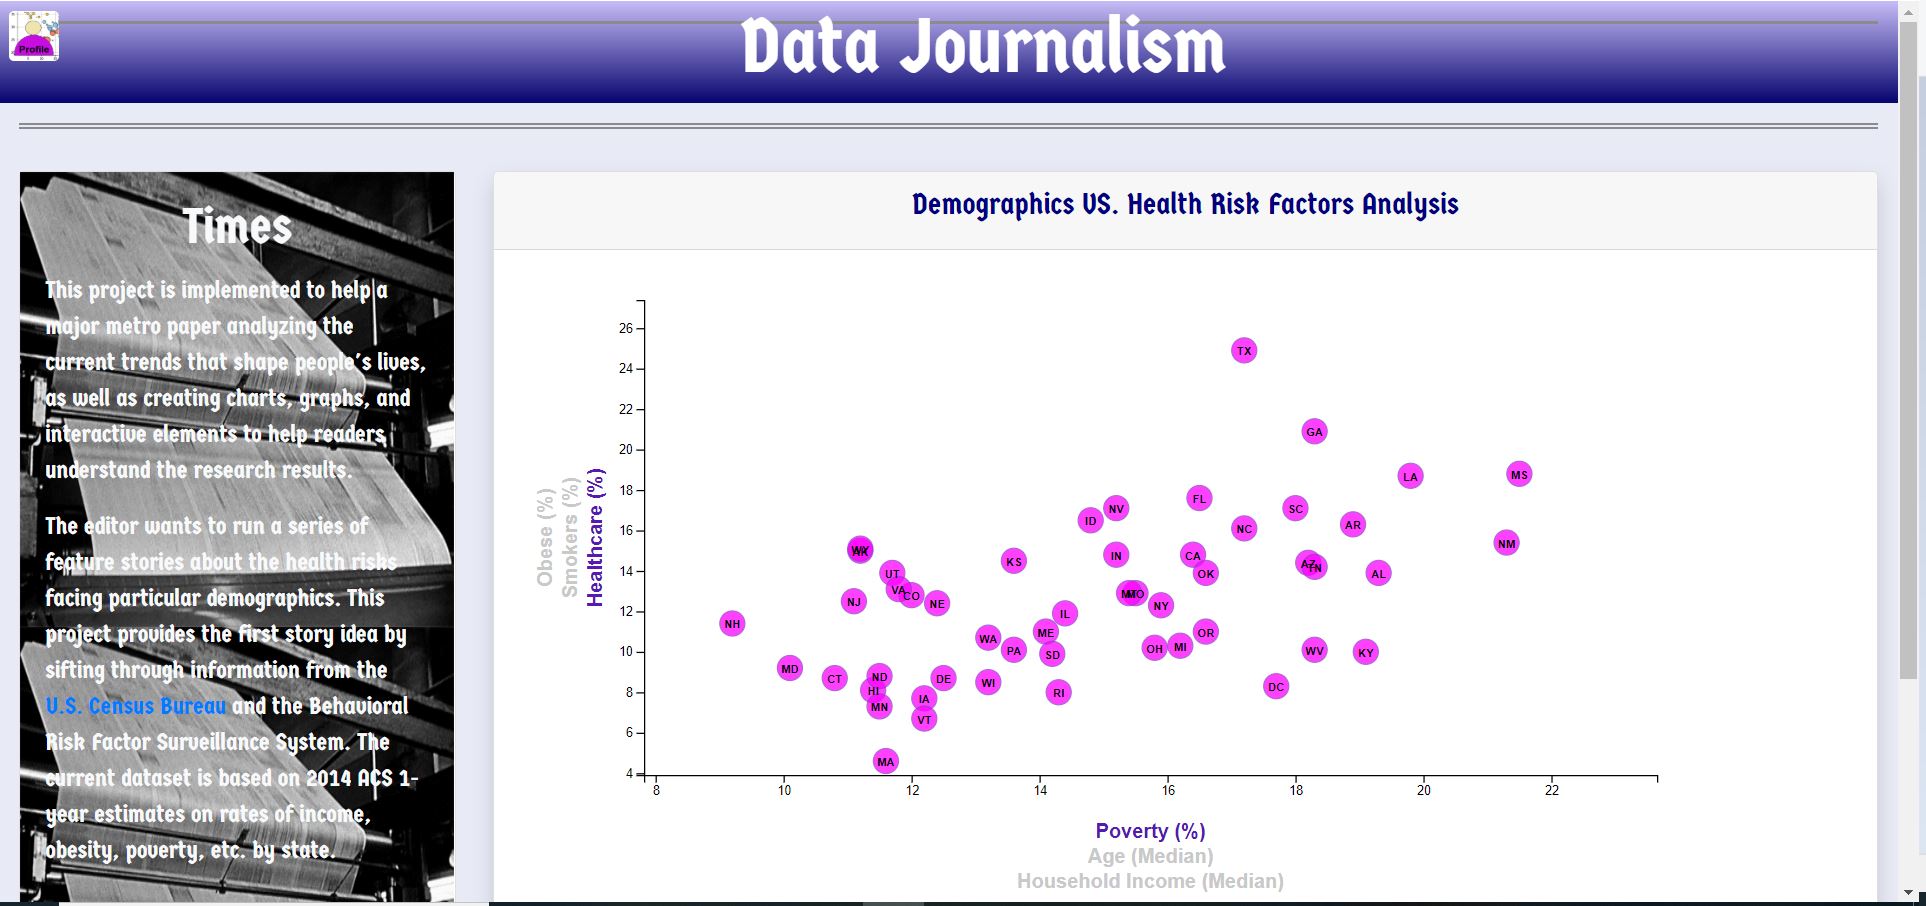 Profile
Data Journalism
Times
This project is implemented to help a
major metro paper analyzing the
current trends that shape people's lives,
as well as creating charts, graphs, and
interactive elements to help readers
understand the research results.
The editor wants to run a series of
feature stories about the health risks
facing particular demographics. This
project provides the first story idea by
sifting through information from the
U.S. Census Bureau and the Behavioral
Risk Factor Surveillance System. The
current dataset is based on 2014 ACS 1-
year estimates on rates of income,
obesity, poverty, etc. by state.
Demographics VS. Health Risk Factors Analysis
Obese (%)
Smokers (%)
Healthcare (%)
26
24
22
20
18
16
14
12
10
8
6
4
TX
GA
LA
MS
FL
NV
SC
ID
NC
AR
NM
WY
IN
CA
KS
UT
OK
AZ
TN
AL
VA
CO
NJ
NE
MO
NY
NH
IL
WA
ME
OR
PA
SD
OH
MI
WV
KY
MD
CT
ND
DE
WI
HI
RI
DC
MN
IA
VT
MA
8
10
12
14
16
18
20
22
Poverty (%)
Age (Median)
Household Income (Median)